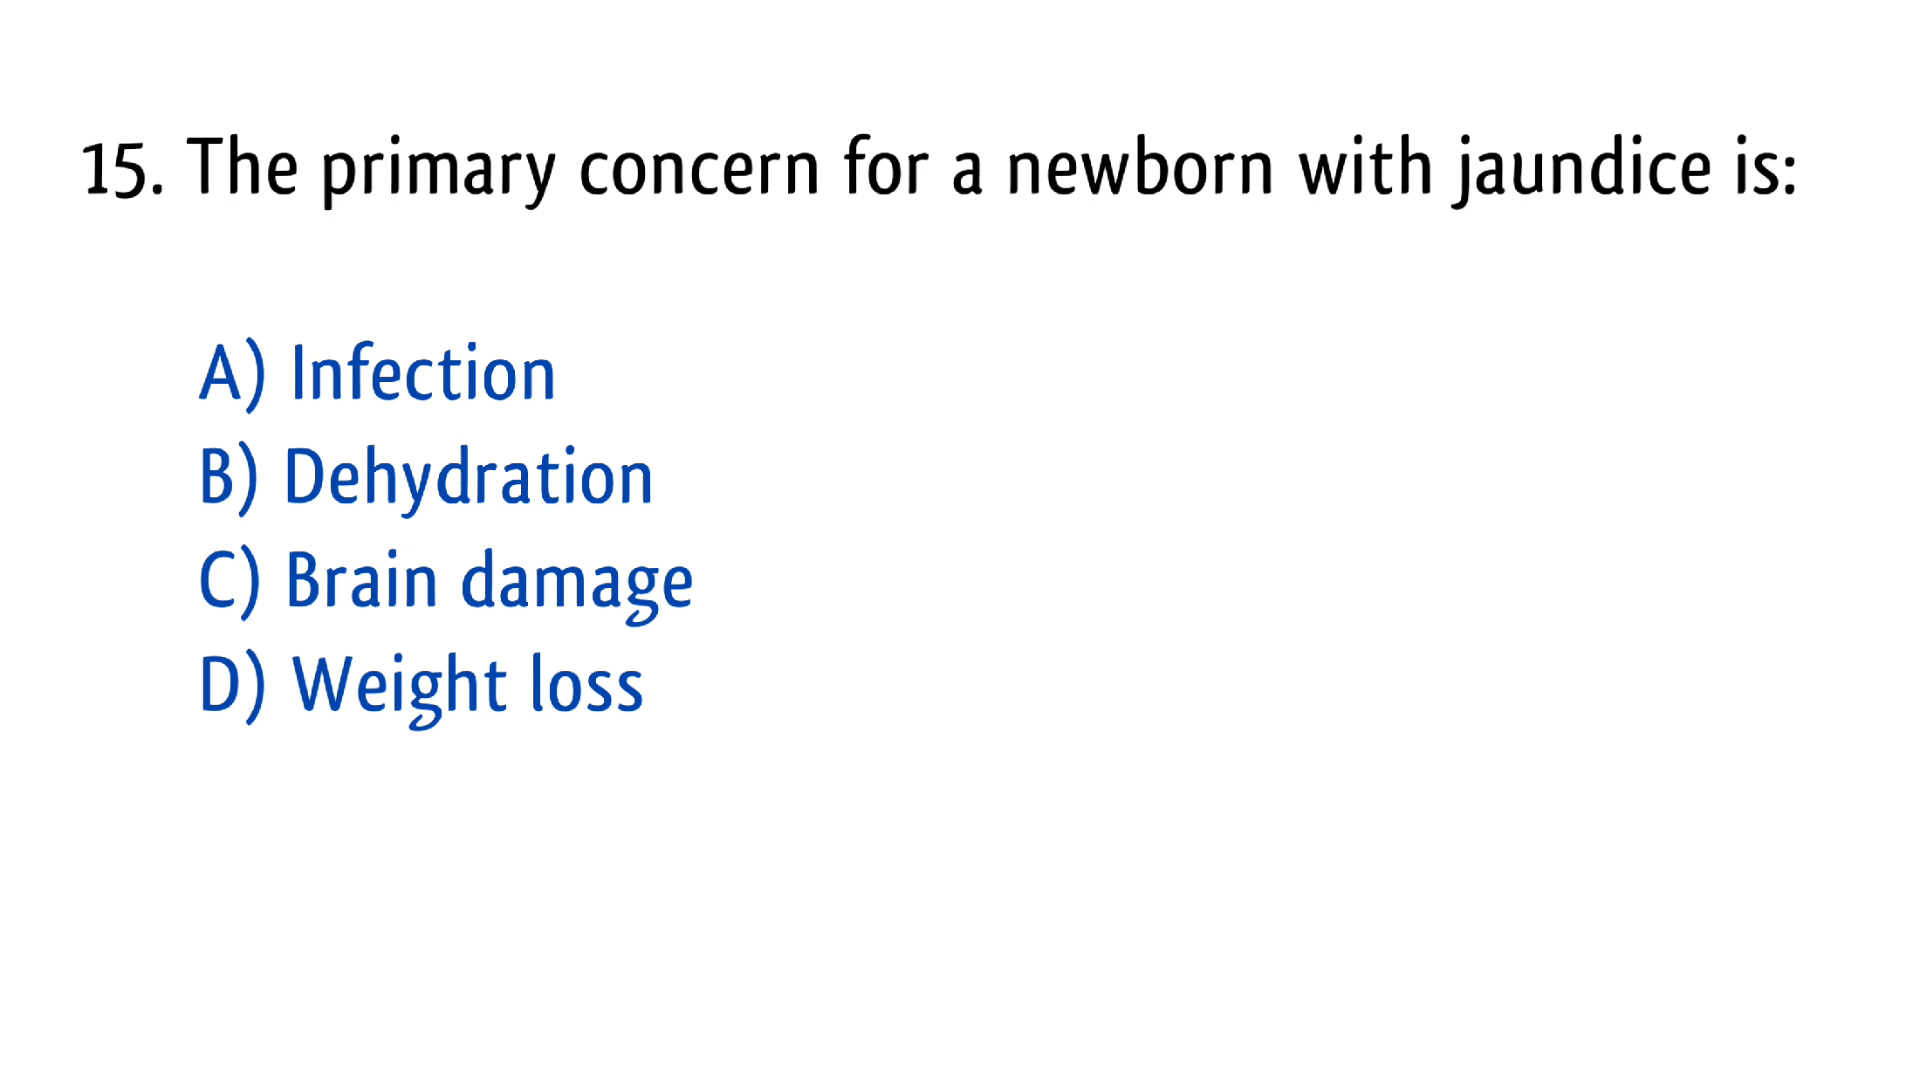 15. The primary concern for a newborn with jaundice is:
A) Infection
B) Dehydration
C) Brain damage
D) Weight loss